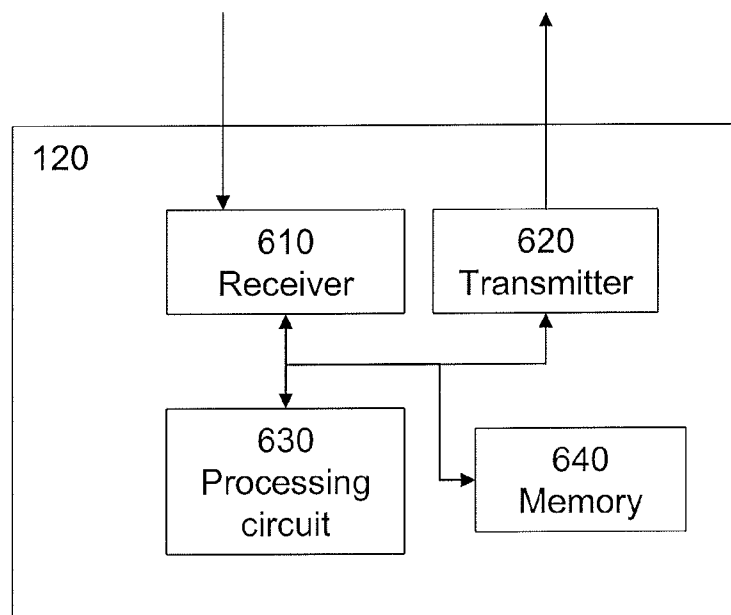 120
610
Receiver
620
Transmitter
630
Processing
circuit
640
Memory